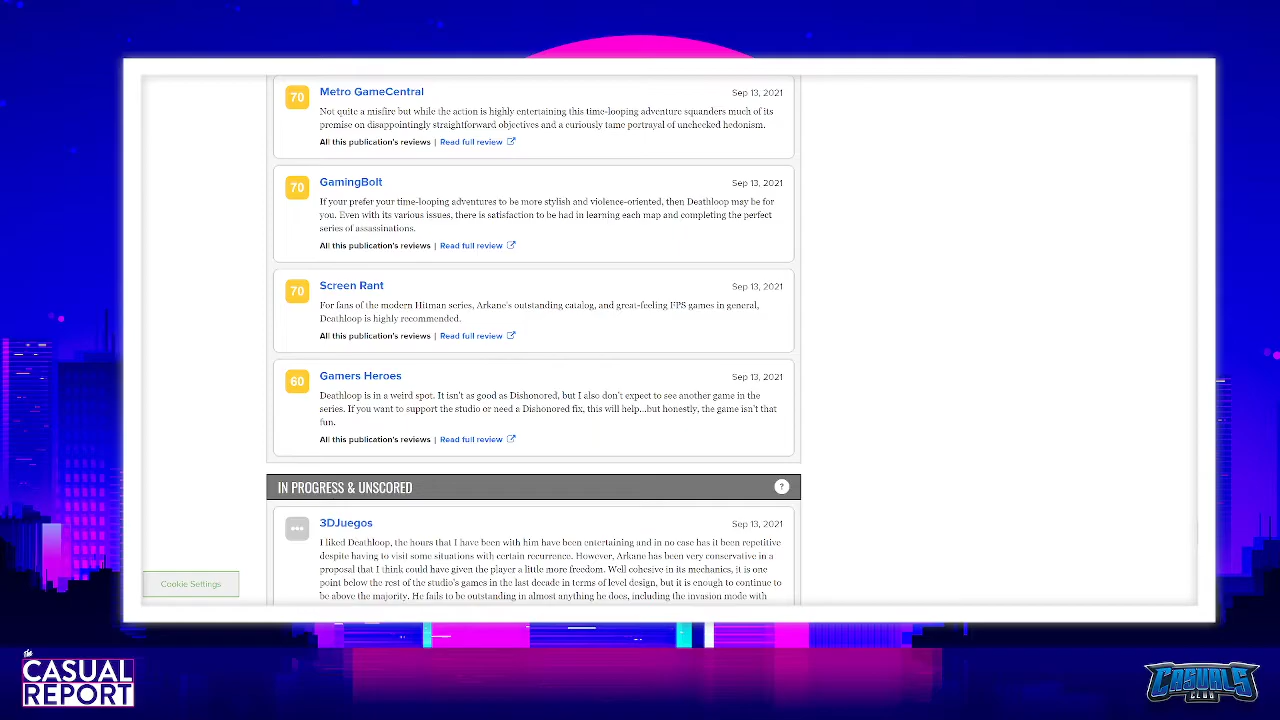 70
Metro GameCentral
Sep 13, 2021
Not quite a misfire but while the action is highly entertaining this time-looping adventure squanders much of its
premise on disappointingly straightforward objectives and a curiously tame portrayal of unchecked hedonism.
All this publication's reviews | Read full review
70
GamingBolt
Sep 13, 2021
If your prefer your time-looping adventures to be more stylish and violence-oriented, then Deathloop may be for
you. Even with its various issues, there is satisfaction to be had in learning each map and completing the perfect
series of assassinations.
All this publication's reviews | Read full review
70
Screen Rant
Sep 13, 2021
For fans of the modern Hitman series, Arkane's outstanding catalog, and great-feeling FPS games in general,
Deathloop is highly recommended.
All this publication's reviews | Read full review
60
Gamers Heroes
Sep 13, 2021
Deathloop is in a weird spot. It isn't as good as Dishonored, but I also don't expect to see another game in the
series. If you want to support the studio or need a Dishonored fix, this will help...but honestly, the game isn't that
fun.
All this publication's reviews | Read full review
IN PROGRESS & UNSCORED
?
3DJuegos
Sep 13, 2021
I liked Deathloop, the hours that I have been with him have been entertaining and in no case has it been repetitive
despite having to visit some situations with certain recurrence. However, Arkane has been very conservative in a
proposal that I think could have given the player a little more freedom. Well cohesive in its mechanics, it is one
point below the rest of the studio's games in the last decade in terms of level design, but it is enough to continue to
be above the majority. He fails to be outstanding in almost anything he does, including the invasion mode with
Cookie Settings
the
CASUAL
REPORT
CASUALS
CLUB